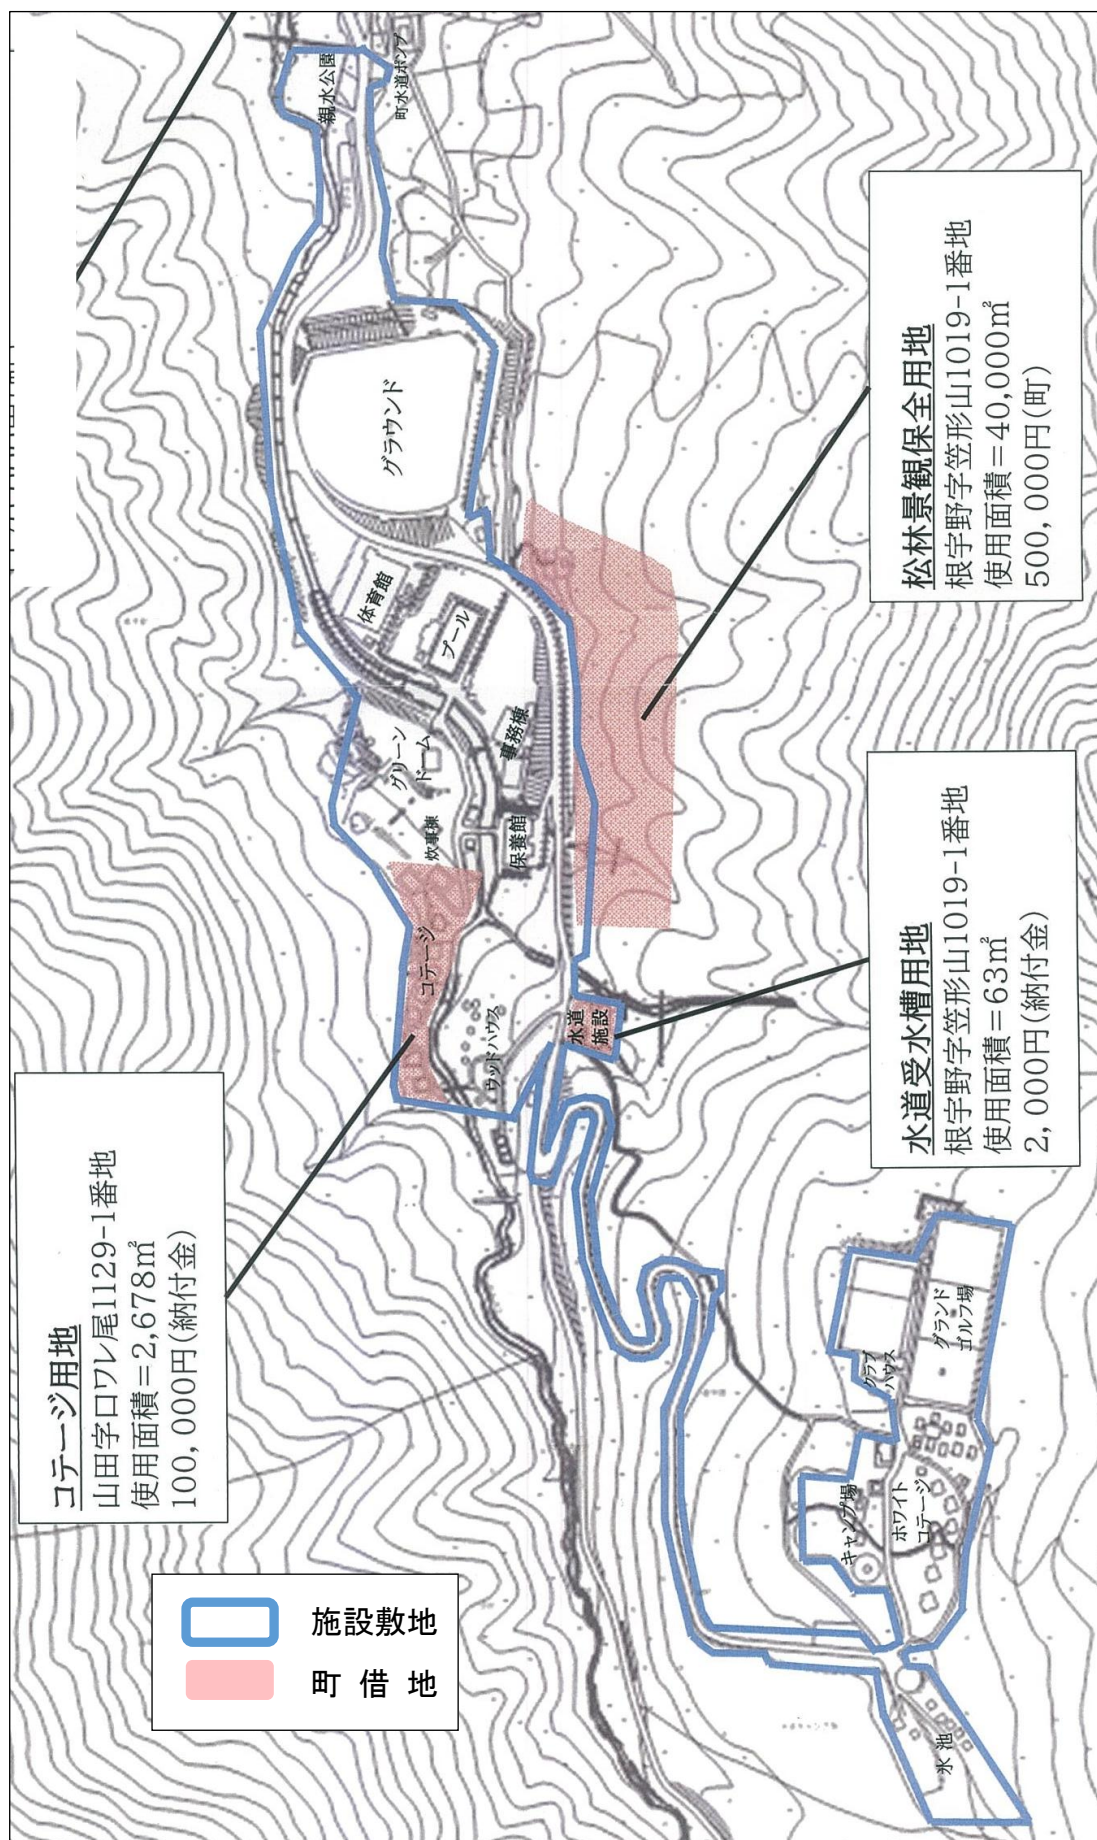 コテージ用地
山田字口ワレ尾1129-1番地
使用面積=2,678㎡
100,000円(納付金)
施設敷地
町借地
水道受水槽用地
根宇野字笠形山1019-1番地
使用面積=63㎡
2,000円(納付金)
松林景観保全用地
根宇野字笠形山1019-1番地
使用面積=40,000㎡
500,000円(町)
親水公園
町水道ポンプ
グラウンド
体育館
プール
グリーン
ドーム
事務棟
炊事棟
保養館
コテージ
ウッドハウス
水道
施設
クラブ
ハウス
グランド
ゴルフ場
キャンプ場
ホワイト
コテージ
氷池